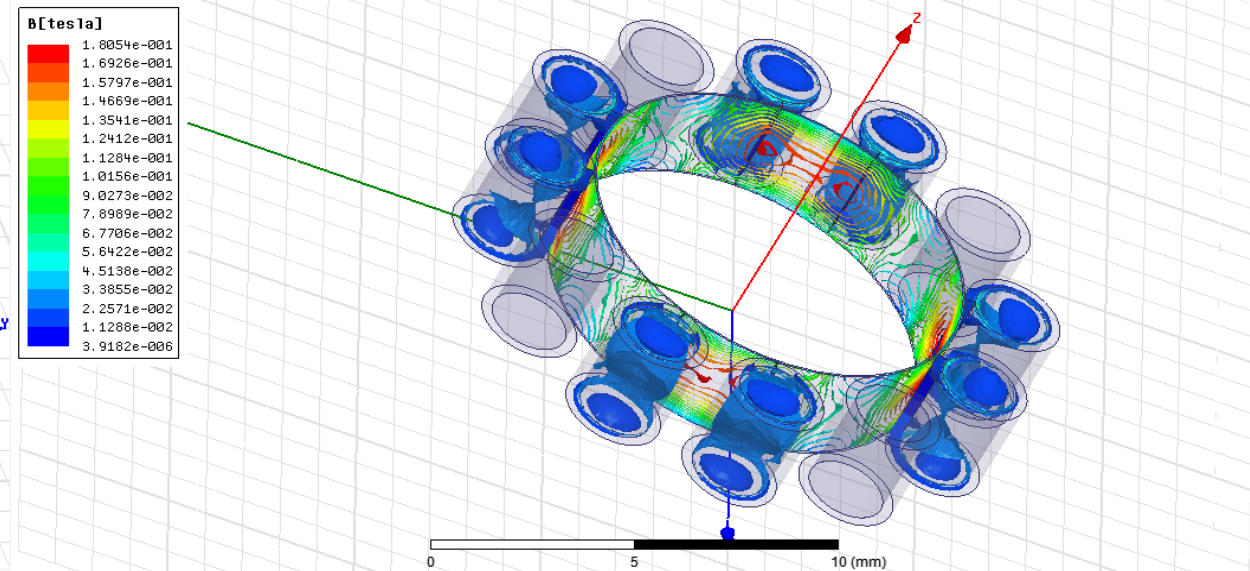 B[tesla]
1.8054e-001
1.6926e-001
1.5797e-001
1.4669e-001
1.3541e-001
1.2412e-001
1.1284e-001
1.0156e-001
9.0273e-002
7.8989e-002
6.7706e-002
5.6422e-002
4.5138e-002
3.3855e-002
2.2571e-002
1.1288e-002
3.9182e-006
Z
Y
0 5 10 (mm)